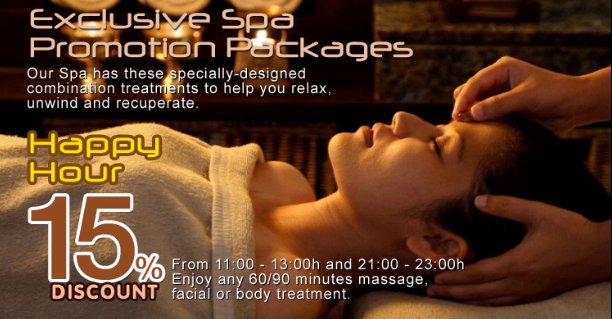 Exclusive Spa
Promotion Packages
Our Spa has these specially-designed
combination treatments to help you relax,
unwind and recuperate.
Happy
Hour
15%
DISCOUNT
From 11:00 - 13:00h and 21:00 - 23:00h
Enjoy any 60/90 minutes massage,
facial or body treatment.